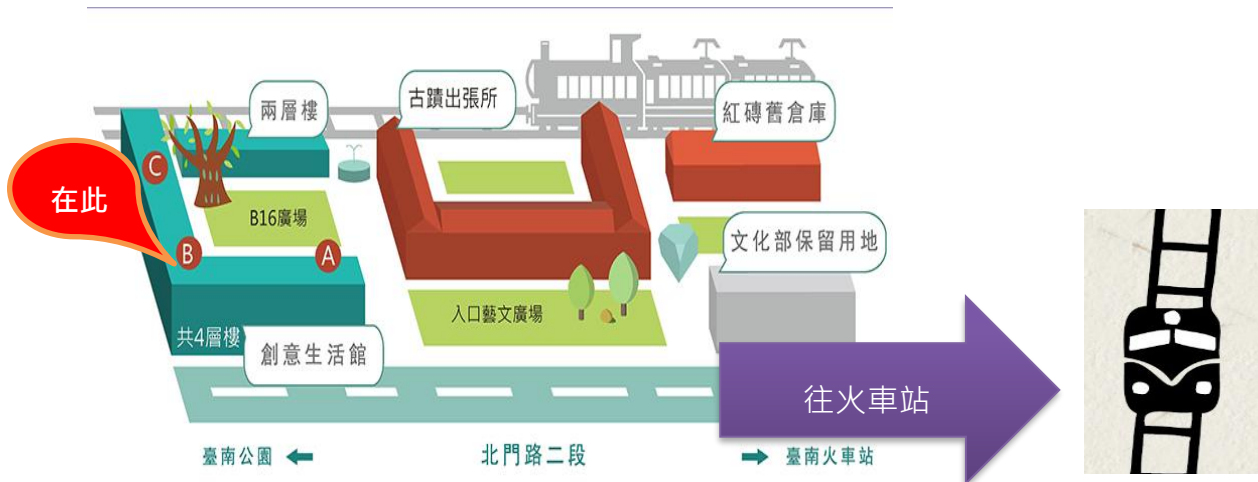 兩層樓
古蹟出張所
紅磚舊倉庫
C
在此
B16廣場
B
A
文化部保留用地
入口藝文廣場
共4層樓
創意生活館
往火車站
臺南公園 ←
北門路二段
→ 臺南火車站